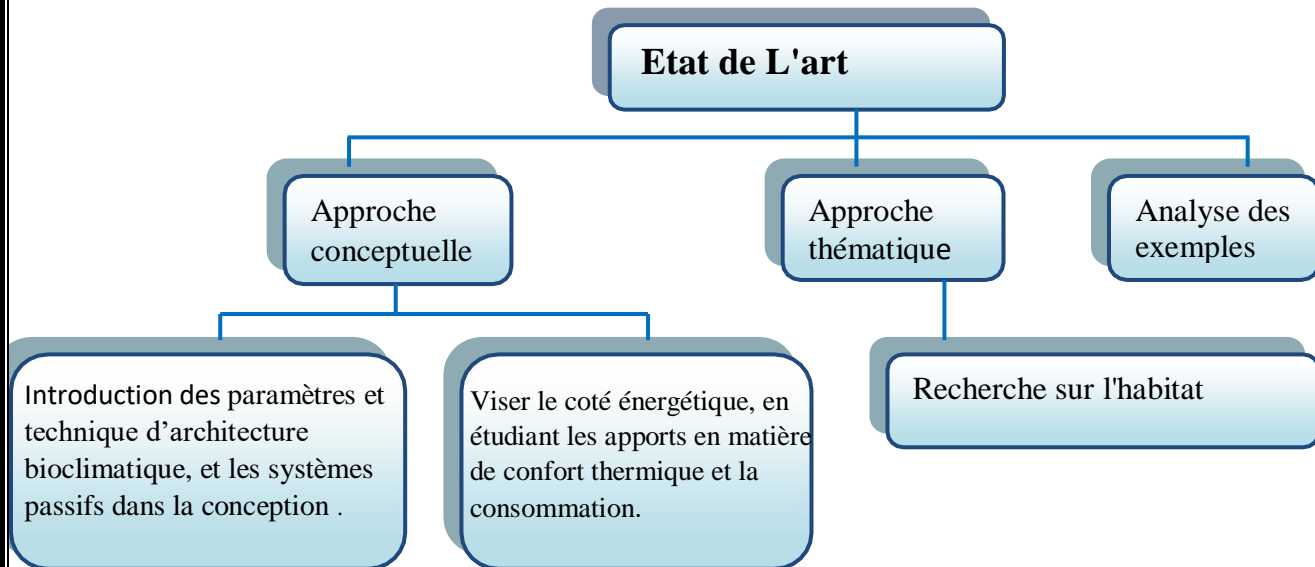 Etat de L'art
Approche
conceptuelle
Approche
thématique
Analyse des
exemples
Introduction des paramètres et
technique d’architecture
bioclimatique, et les systèmes
passifs dans la conception .
Viser le coté énergétique, en
étudiant les apports en matière
de confort thermique et la
consommation.
Recherche sur l'habitat